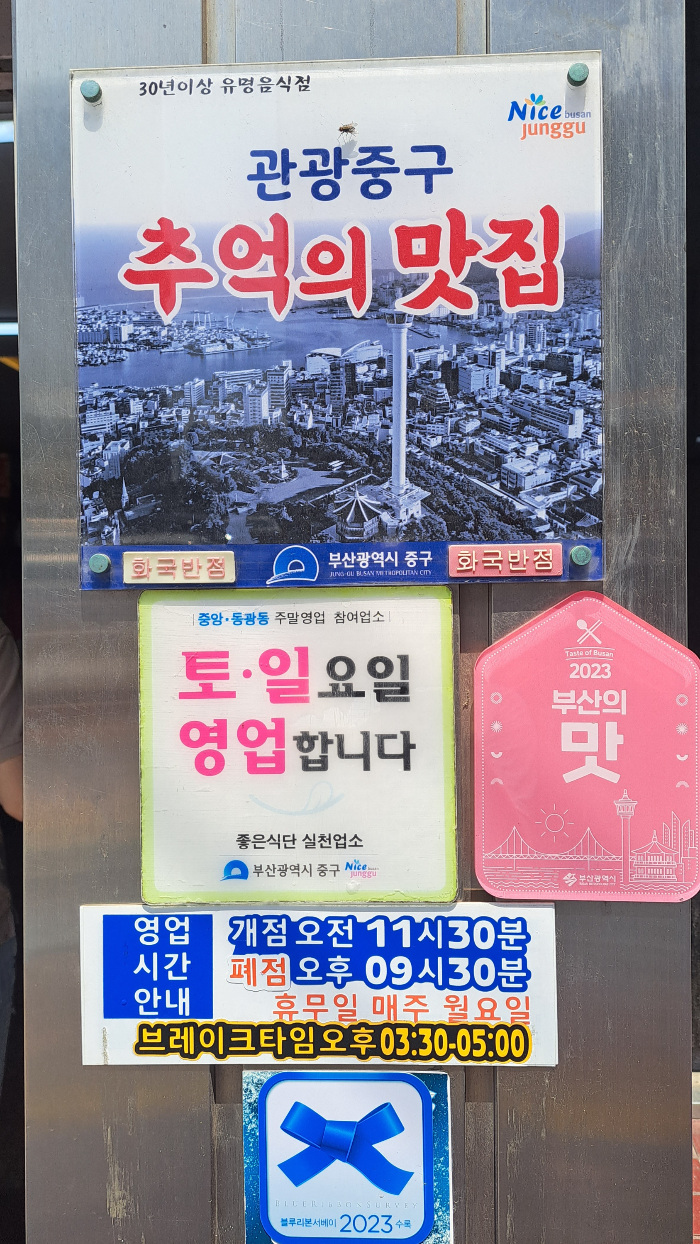 30년이상 유명음식점
Nice busan
junggu
관광중구
추억의 맛집
화국반점
부산광역시 중구
JUNG-GU BUSAN METROPOLITAN CITY
화국반점
중앙·동광동 주말영업 참여업소
토·일요일
영업합니다
좋은식단 실천업소
부산광역시 중구 Nice
junggu
Taste of Busan
2023
부산의
맛
부산광역시
영업
시간
안내
개점 오전 11시30분
폐점 오후 09시30분
휴무일 매주 월요일
브레이크타임 오후 03:30-05:00
블루리본서베이 2023 수록